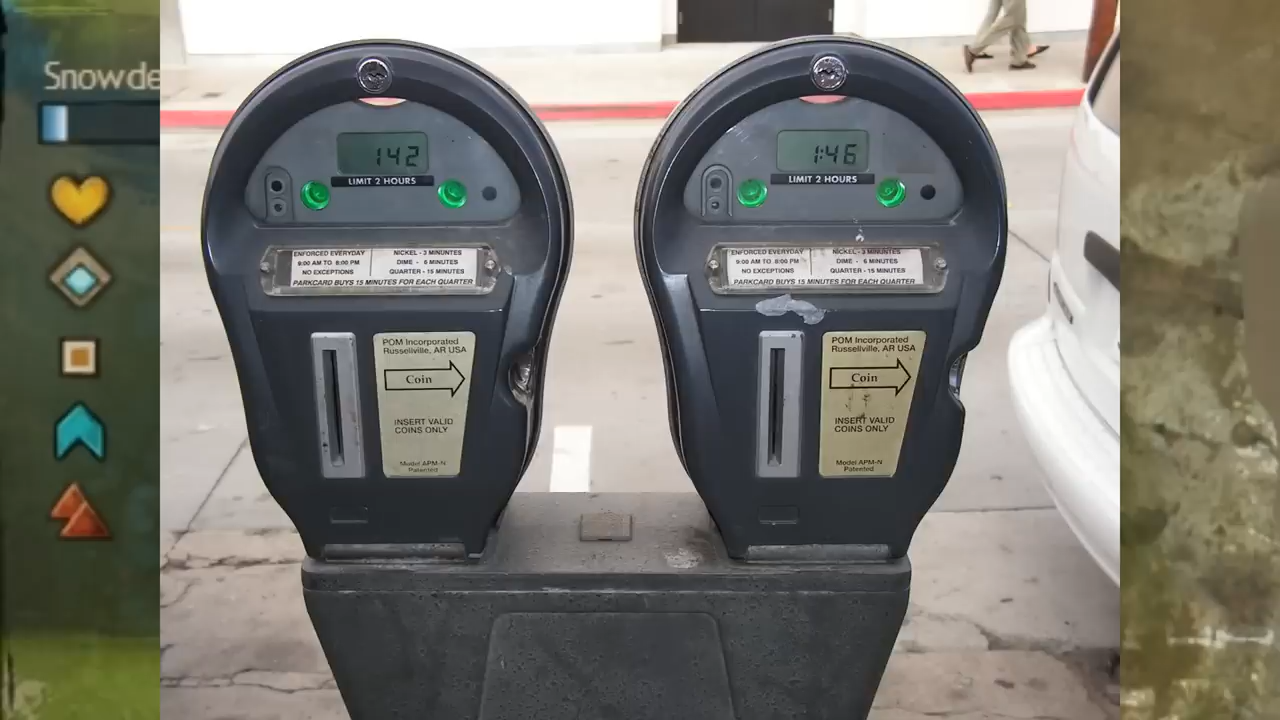 Snowde
142
LIMIT 2 HOURS
ENFORCED EVERYDAY
9:00 AM TO 8:00 PM
NO EXCEPTIONS
NICKEL - 3 MINUNTES
DIME - 6 MINUTES
QUARTER - 15 MINUTES
PARKCARD BUYS 15 MINUTES FOR EACH QUARTER
POM Incorporated
Russellville, AR USA
Coin
INSERT VALID
COINS ONLY
Model APM-N
Patented
1:46
LIMIT 2 HOURS
ENFORCED EVERYDAY
9:00 AM TO 8:00 PM
NO EXCEPTIONS
NICKEL - 3 MINUNTES
DIME - 6 MINUTES
QUARTER - 15 MINUTES
PARKCARD BUYS 15 MINUTES FOR EACH QUARTER
POM Incorporated
Russellville, AR USA
Coin
INSERT VALID
COINS ONLY
Model APM-N
Patented